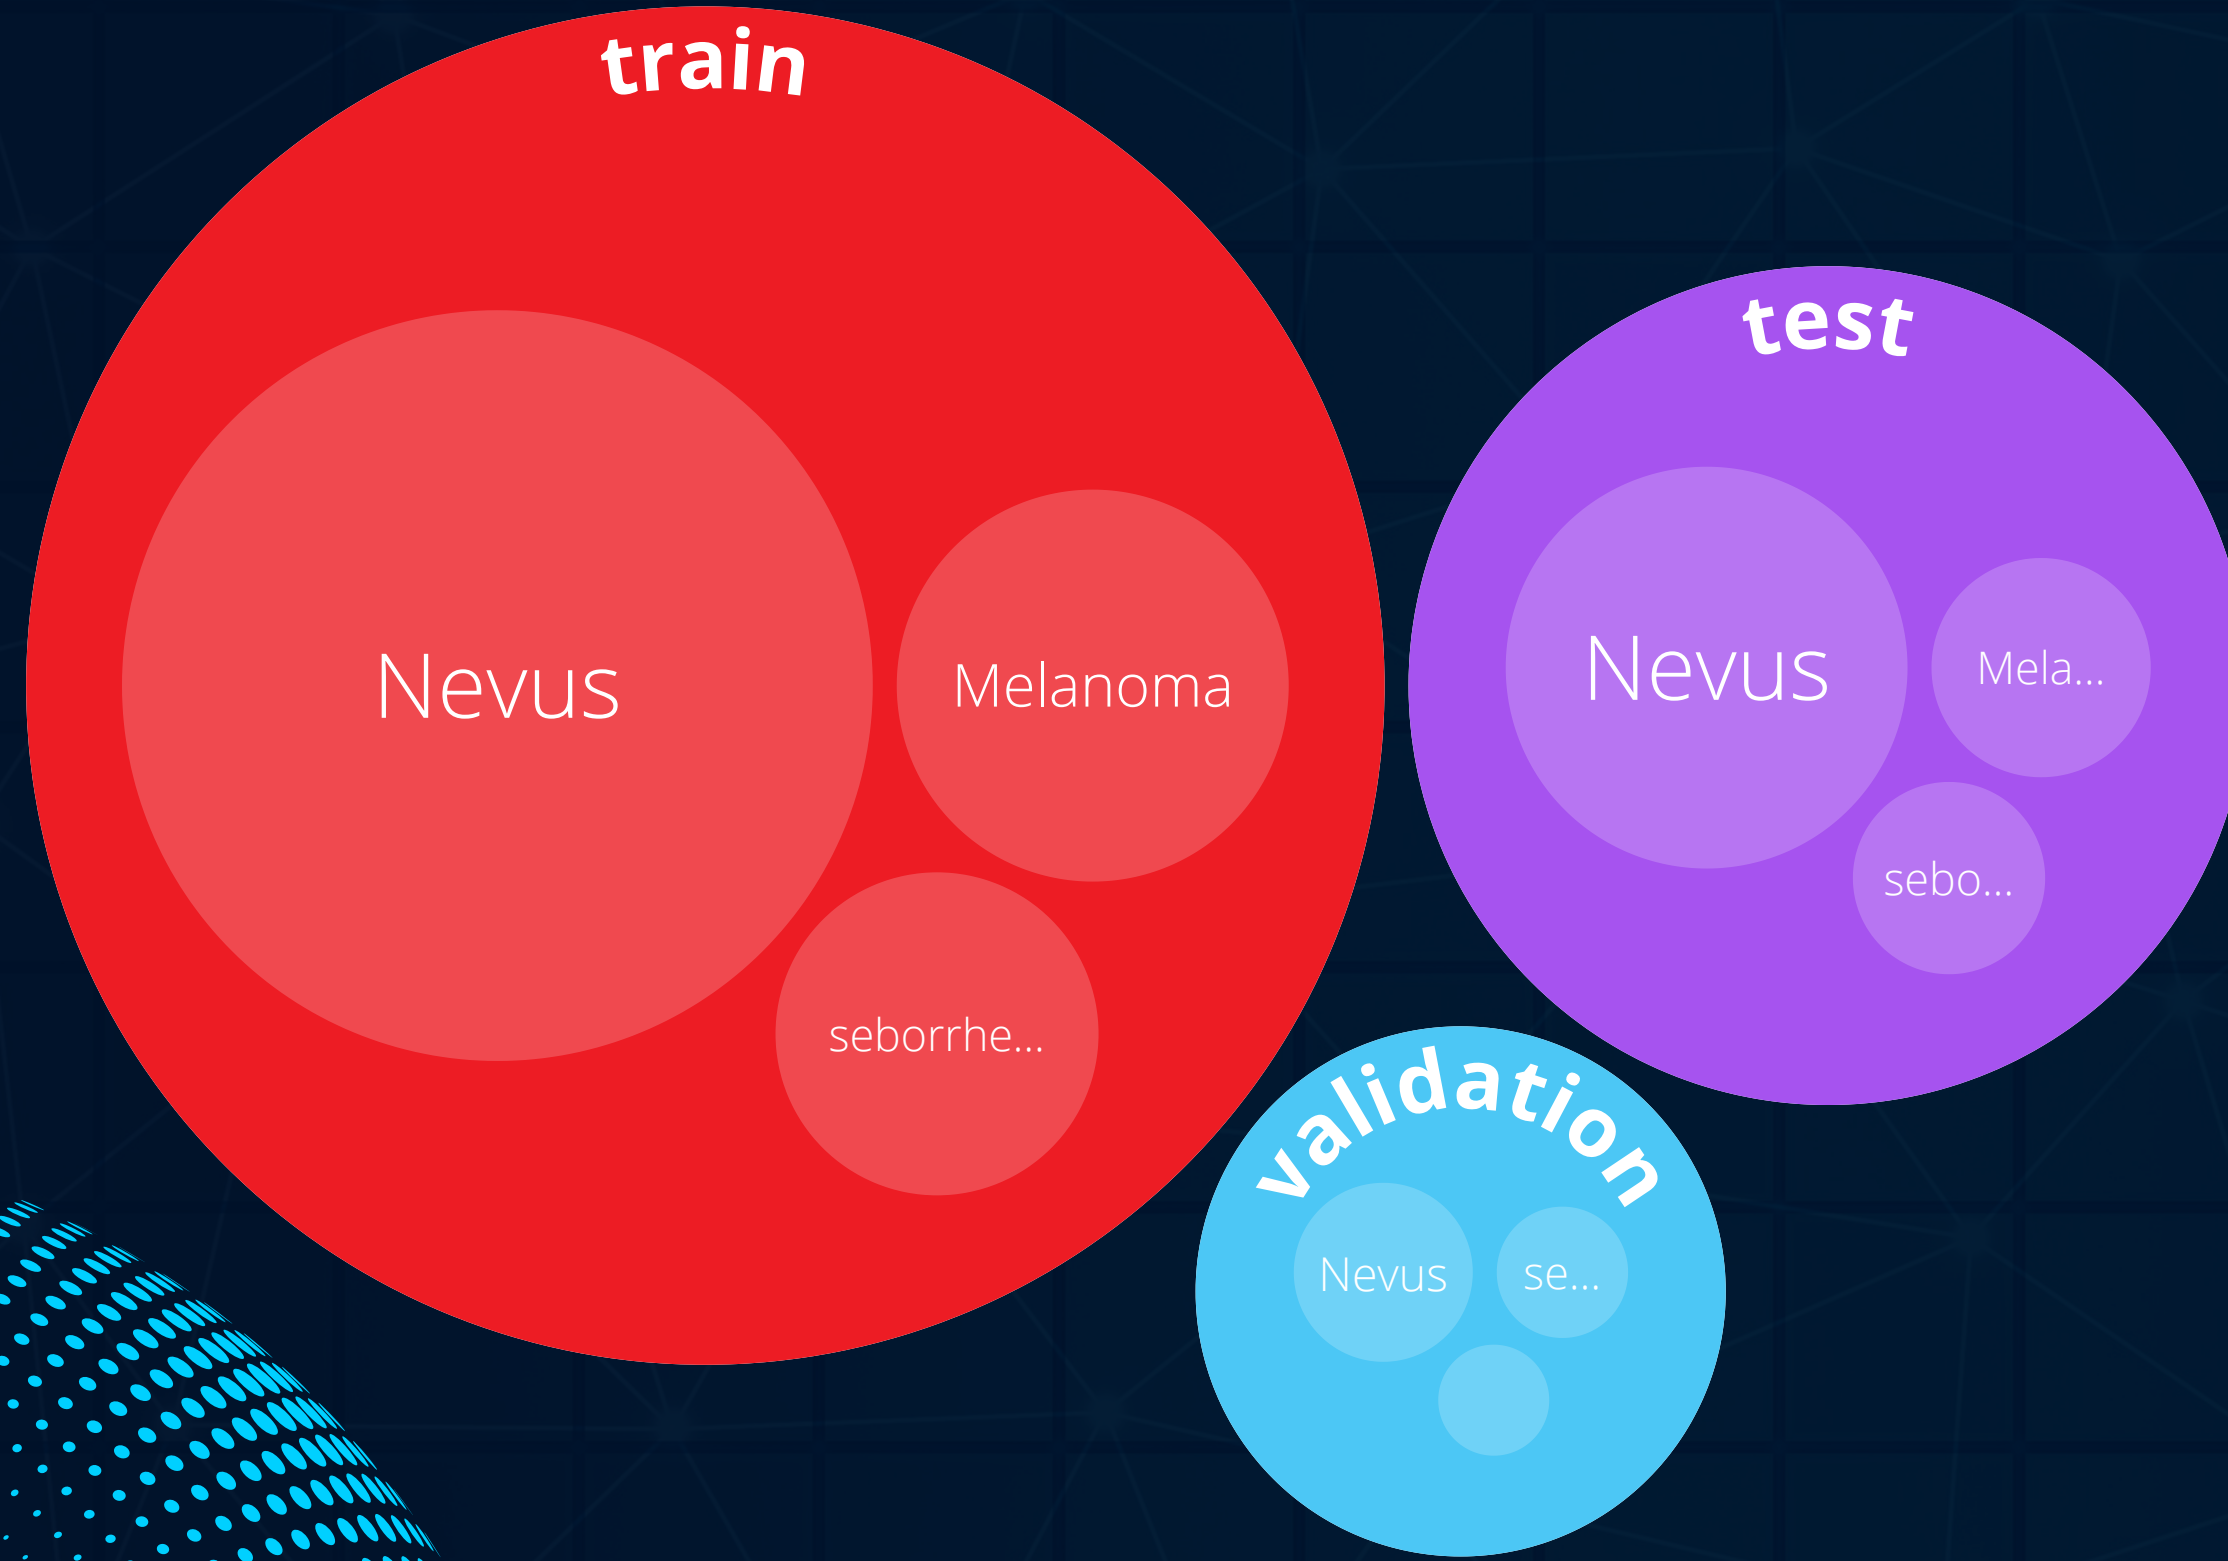 train
Nevus
Melanoma
seborrhe...
test
Nevus
Mela...
sebo...
validation
Nevus
se...